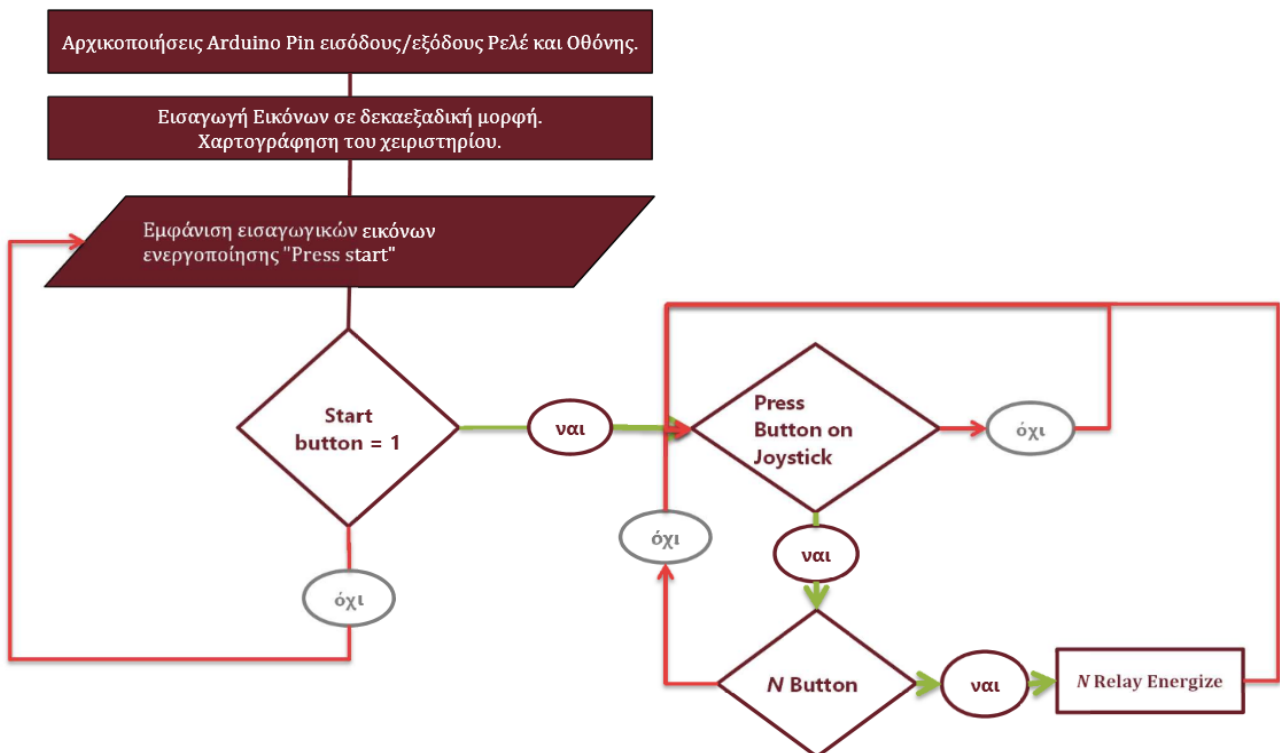 Αρχικοποιήσεις Arduino Pin εισόδους/εξόδους Ρελέ και Οθόνης.
Εισαγωγή Εικόνων σε δεκαεξαδική μορφή.
Χαρτογράφηση του χειριστηρίου.
Εμφάνιση εισαγωγικών εικόνων
ενεργοποίησης "Press start"
Start
button = 1
ναι
Press
Button on
Joystick
όχι
όχι
ναι
όχι
N Button
ναι
N Relay Energize